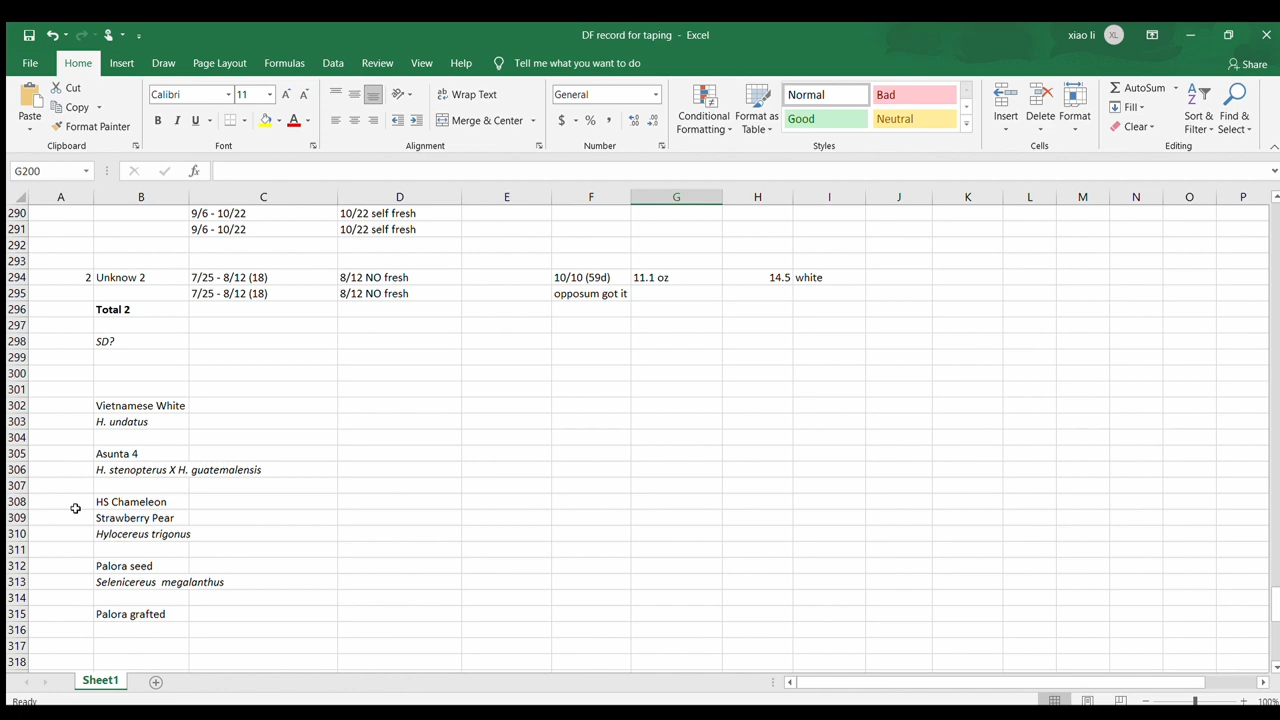 DF record for taping - Excel
xiao li XL
File Home Insert Draw Page Layout Formulas Data Review View Help Tell me what you want to do Share
Paste Cut Calibri 11 Wrap Text General Conditional Formatting Format as Table Normal Bad Insert Delete Format AutoSum Sort & Filter Find & Select
Copy Fill
Format Painter B I U Merge & Center $ % , Good Neutral Clear
Clipboard Font Alignment Number Styles Cells Editing
G200 fx
A B C D E F G H I J K L M N O P
290 9/6 - 10/22 10/22 self fresh
291 9/6 - 10/22 10/22 self fresh
292
293
294 2 Unknow 2 7/25 - 8/12 (18) 8/12 NO fresh 10/10 (59d) 11.1 oz 14.5 white
295 7/25 - 8/12 (18) 8/12 NO fresh opposum got it
296 Total 2
297
298 SD?
299
300
301
302 Vietnamese White
303 H. undatus
304
305 Asunta 4
306 H. stenopterus X H. guatemalensis
307
308 HS Chameleon
309 Strawberry Pear
310 Hylocereus trigonus
311
312 Palora seed
313 Selenicereus megalanthus
314
315 Palora grafted
316
317
318
Sheet1
Ready 100%